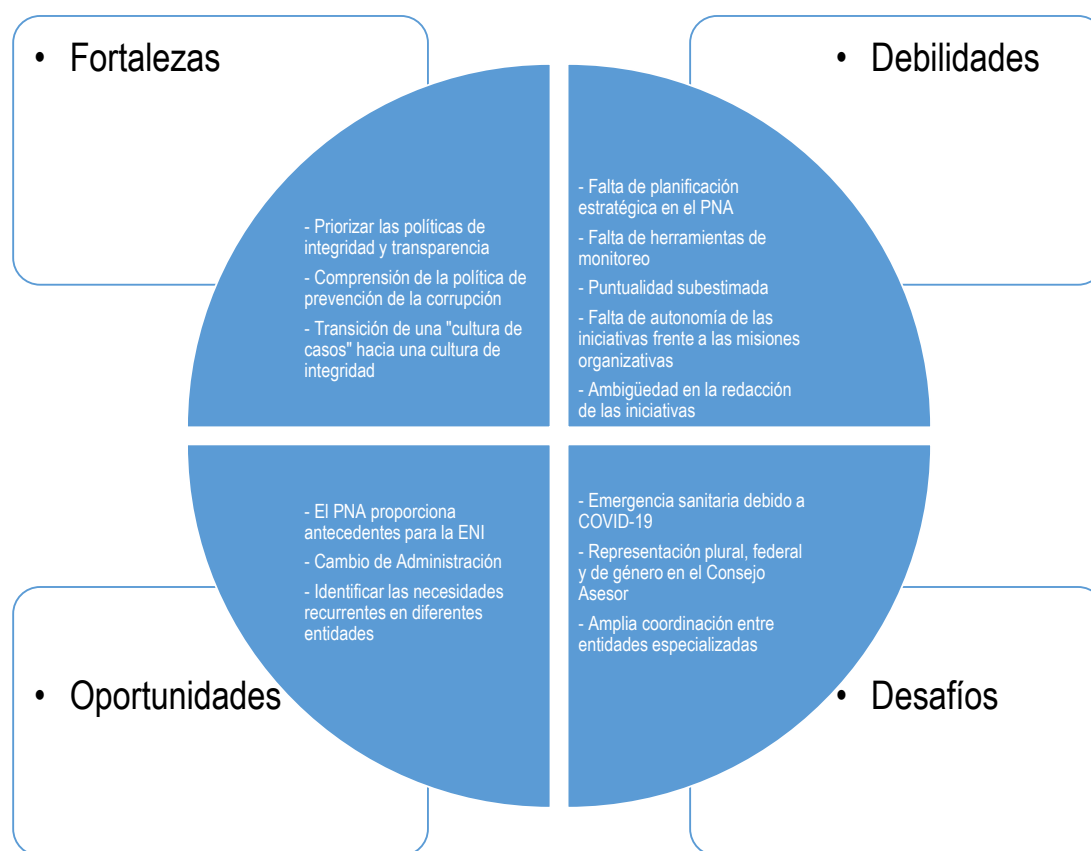 • Fortalezas
- Priorizar las políticas de
integridad y transparencia
- Comprensión de la política de
prevención de la corrupción
- Transición de una "cultura de
casos" hacia una cultura de
integridad
• Debilidades
- Falta de planificación
estratégica en el PNA
- Falta de herramientas de
monitoreo
- Puntualidad subestimada
- Falta de autonomía de las
iniciativas frente a las misiones
organizativas
- Ambigüedad en la redacción
de las iniciativas
- El PNA proporciona
antecedentes para la ENI
- Cambio de Administración
- Identificar las necesidades
recurrentes en diferentes
entidades
• Oportunidades
- Emergencia sanitaria debido a
COVID-19
- Representación plural, federal
y de género en el Consejo
Asesor
- Amplia coordinación entre
entidades especializadas
• Desafíos